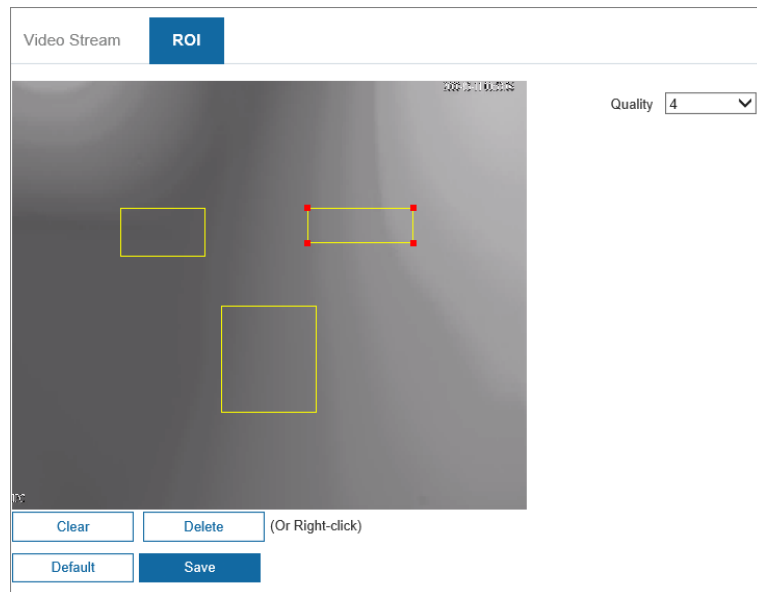 Video Stream
ROI
Quality 4
Clear Delete (Or Right-click)
Default Save